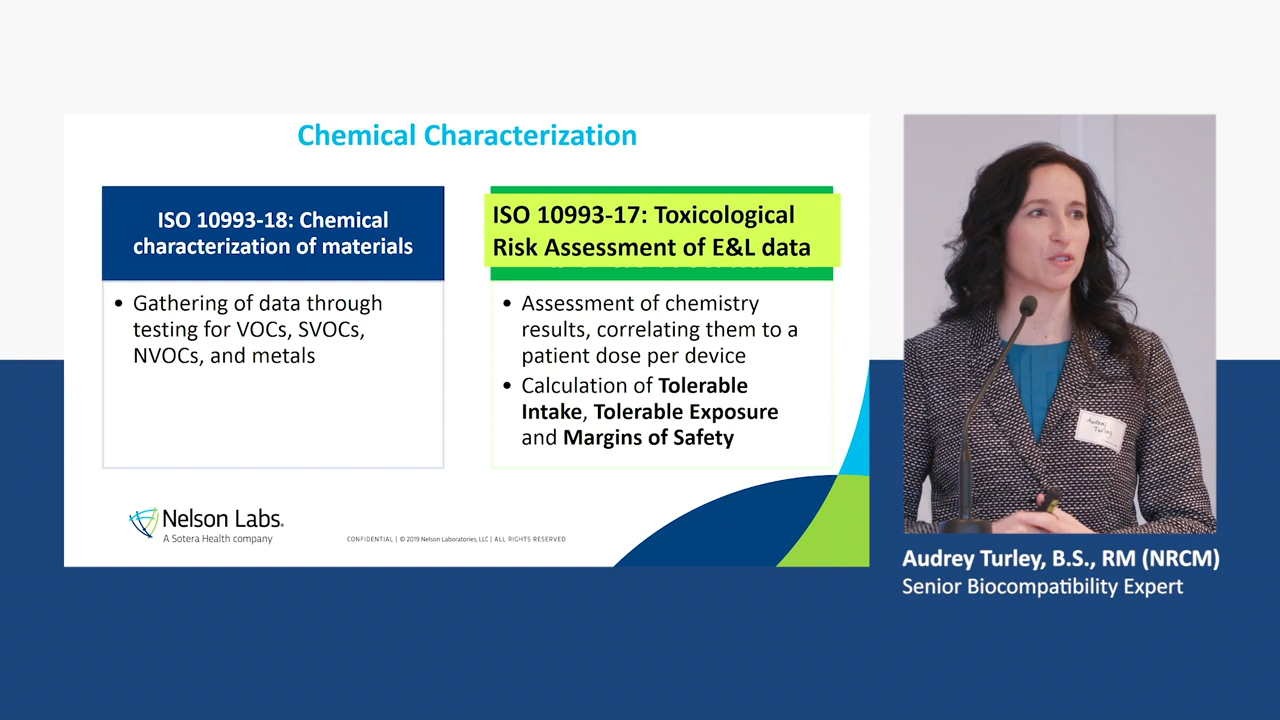 Chemical Characterization
ISO 10993-18: Chemical
characterization of materials
• Gathering of data through
testing for VOCs, SVOCs,
NVOCs, and metals
ISO 10993-17: Toxicological
Risk Assessment of E&L data
• Assessment of chemistry
results, correlating them to a
patient dose per device
• Calculation of Tolerable
Intake, Tolerable Exposure
and Margins of Safety
Nelson Labs®
A Sotera Health company
CONFIDENTIAL | © 2019 Nelson Laboratories, LLC | ALL RIGHTS RESERVED
Audrey
Turley
Audrey Turley, B.S., RM (NRCM)
Senior Biocompatibility Expert